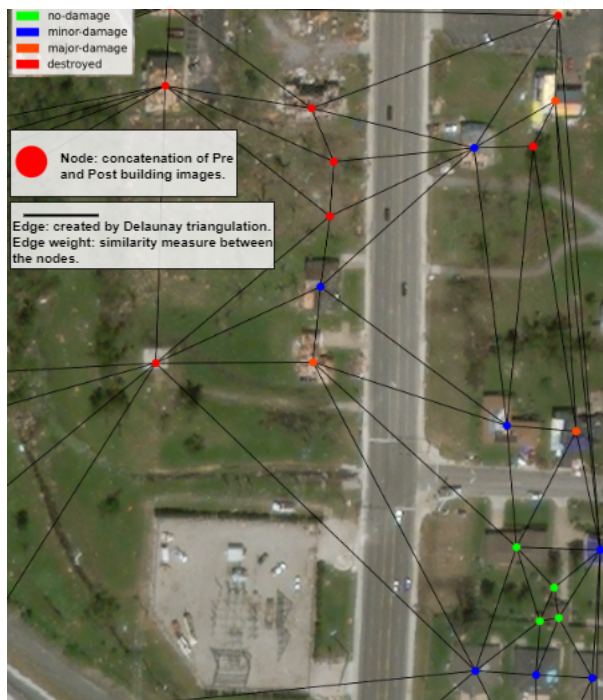 no-damage
minor-damage
major-damage
destroyed
Node: concatenation of Pre
and Post building images.
Edge: created by Delaunay triangulation.
Edge weight: similarity measure between
the nodes.